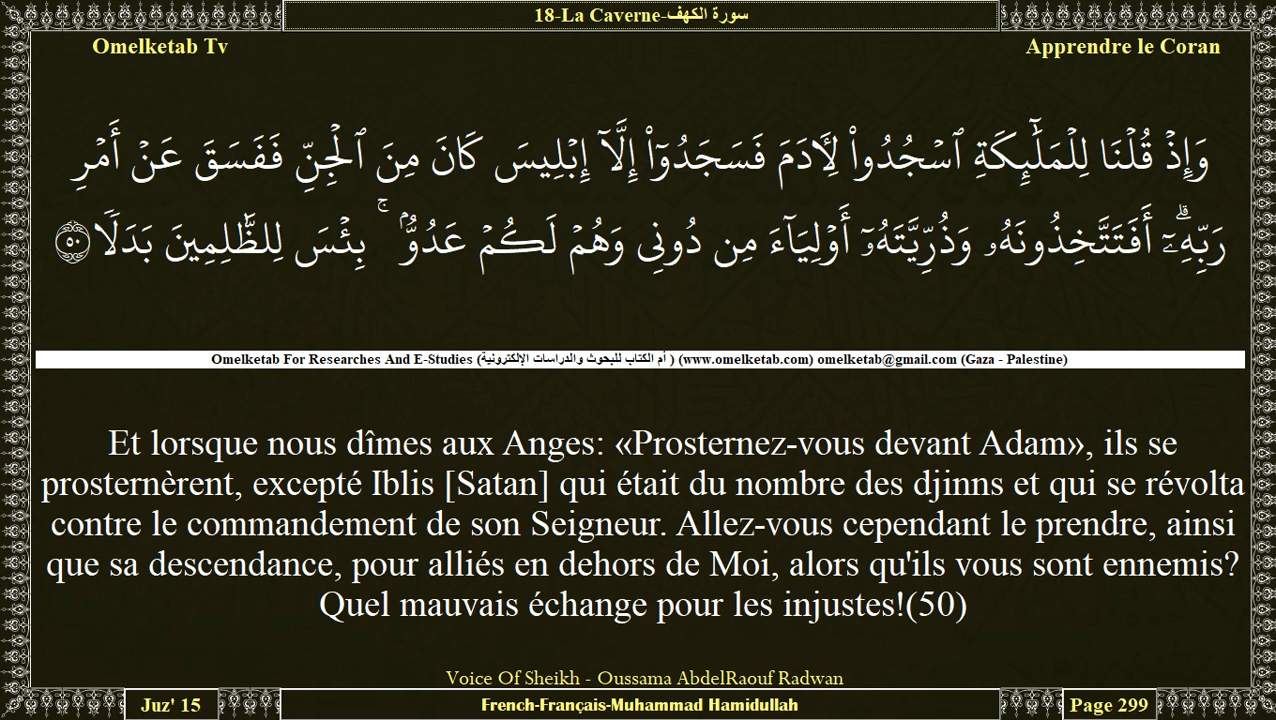 18-La Caverne-سورة الكهف
Omelketab Tv
Apprendre le Coran
وَإِذْ قُلْنَا لِلْمَلَٰٓئِكَةِ ٱسْجُدُوا۟ لِـَٔادَمَ فَسَجَدُوٓا۟ إِلَّآ إِبْلِيسَ كَانَ مِنَ ٱلْجِنِّ فَفَسَقَ عَنْ أَمْرِ
رَبِّهِۦٓ ۗ أَفَتَتَّخِذُونَهُۥ وَذُرِّيَّتَهُۥٓ أَوْلِيَآءَ مِن دُونِى وَهُمْ لَكُمْ عَدُوٌّۢ ۚ بِئْسَ لِلظَّٰلِمِينَ بَدَلًا ۝٥٠
Omelketab For Researches And E-Studies (أم الكتاب للبحوث والدراسات الإلكترونية ) (www.omelketab.com) omelketab@gmail.com (Gaza - Palestine)
Et lorsque nous dîmes aux Anges: «Prosternez-vous devant Adam», ils se
prosternèrent, excepté Iblis [Satan] qui était du nombre des djinns et qui se révolta
contre le commandement de son Seigneur. Allez-vous cependant le prendre, ainsi
que sa descendance, pour alliés en dehors de Moi, alors qu'ils vous sont ennemis?
Quel mauvais échange pour les injustes!(50)
Voice Of Sheikh - Oussama AbdelRaouf Radwan
Juz' 15
French-Français-Muhammad Hamidullah
Page 299